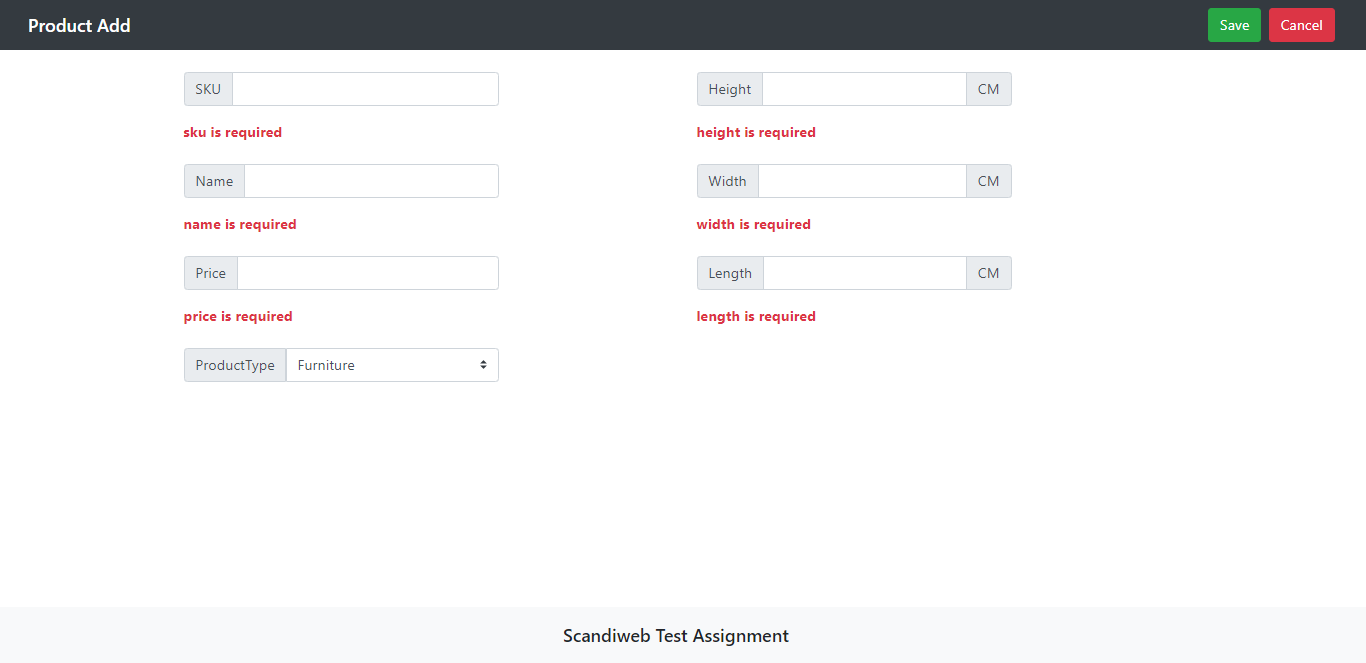 Product Add
Save
Cancel
SKU
sku is required
Name
name is required
Price
price is required
ProductType
Furniture
Height
CM
height is required
Width
CM
width is required
Length
CM
length is required
Scandiweb Test Assignment